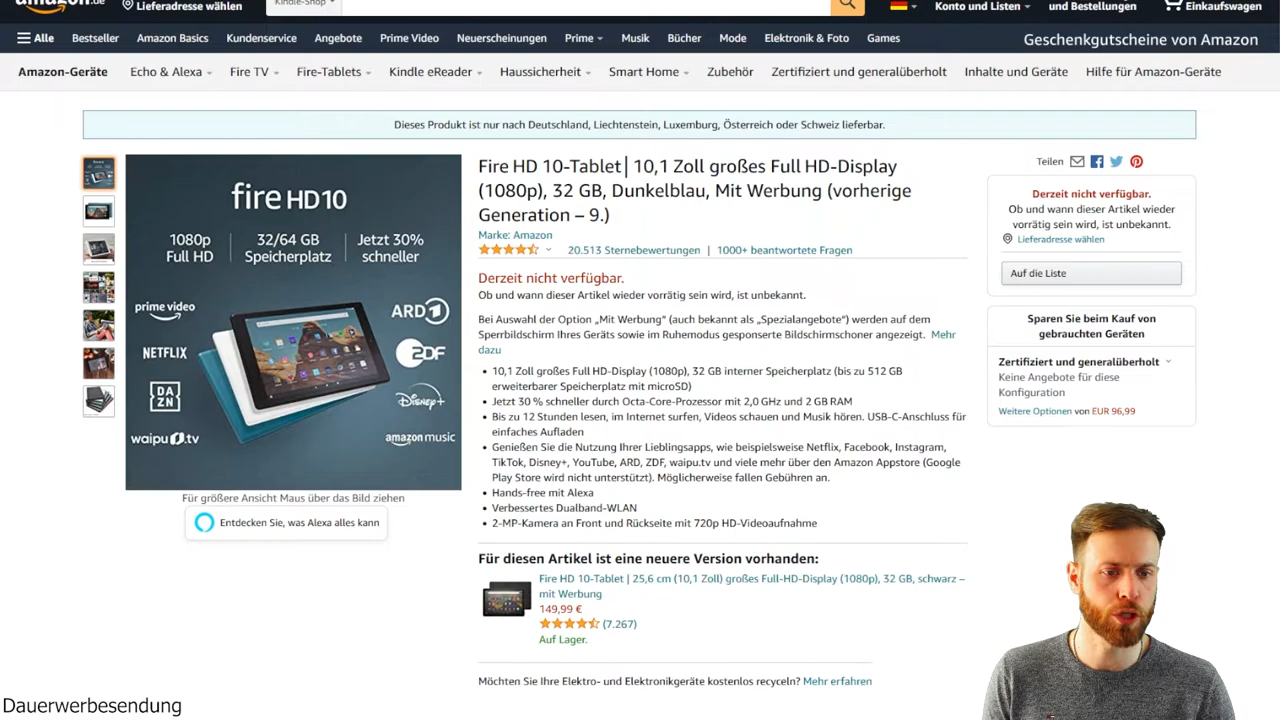 amazon.de
Lieferadresse wählen
Kindle-Shop
Konto und Listen
und Bestellungen
Einkaufswagen
Alle
Bestseller
Amazon Basics
Kundenservice
Angebote
Prime Video
Neuerscheinungen
Prime
Musik
Bücher
Mode
Elektronik & Foto
Games
Geschenkgutscheine von Amazon
Amazon-Geräte
Echo & Alexa
Fire TV
Fire-Tablets
Kindle eReader
Haussicherheit
Smart Home
Zubehör
Zertifiziert und generalüberholt
Inhalte und Geräte
Hilfe für Amazon-Geräte
Dieses Produkt ist nur nach Deutschland, Liechtenstein, Luxemburg, Österreich oder Schweiz lieferbar.
fire HD10
1080p
Full HD
32/64 GB
Speicherplatz
Jetzt 30%
schneller
prime video
NETFLIX
DAZN
waipu.tv
ARD 1
ZDF
Disney+
amazon music
Für größere Ansicht Maus über das Bild ziehen
Entdecken Sie, was Alexa alles kann
Fire HD 10-Tablet | 10,1 Zoll großes Full HD-Display
(1080p), 32 GB, Dunkelblau, Mit Werbung (vorherige
Generation – 9.)
Marke: Amazon
20.513 Sternebewertungen | 1000+ beantwortete Fragen
Derzeit nicht verfügbar.
Ob und wann dieser Artikel wieder vorrätig sein wird, ist unbekannt.
Bei Auswahl der Option „Mit Werbung“ (auch bekannt als „Spezialangebote“) werden auf dem
Sperrbildschirm Ihres Geräts sowie im Ruhemodus gesponserte Bildschirmschoner angezeigt. Mehr
dazu
• 10,1 Zoll großes Full HD-Display (1080p), 32 GB interner Speicherplatz (bis zu 512 GB
erweiterbarer Speicherplatz mit microSD)
• Jetzt 30 % schneller durch Octa-Core-Prozessor mit 2,0 GHz und 2 GB RAM
• Bis zu 12 Stunden lesen, im Internet surfen, Videos schauen und Musik hören. USB-C-Anschluss für
einfaches Aufladen
• Genießen Sie die Nutzung Ihrer Lieblingsapps, wie beispielsweise Netflix, Facebook, Instagram,
TikTok, Disney+, YouTube, ARD, ZDF, waipu.tv und viele mehr über den Amazon Appstore (Google
Play Store wird nicht unterstützt). Möglicherweise fallen Gebühren an.
• Hands-free mit Alexa
• Verbessertes Dualband-WLAN
• 2-MP-Kamera an Front und Rückseite mit 720p HD-Videoaufnahme
Für diesen Artikel ist eine neuere Version vorhanden:
Fire HD 10-Tablet | 25,6 cm (10,1 Zoll) großes Full-HD-Display (1080p), 32 GB, schwarz –
mit Werbung
149,99 €
(7.267)
Auf Lager.
Möchten Sie Ihre Elektro- und Elektronikgeräte kostenlos recyceln? Mehr erfahren
Teilen
Derzeit nicht verfügbar.
Ob und wann dieser Artikel wieder
vorrätig sein wird, ist unbekannt.
Lieferadresse wählen
Auf die Liste
Sparen Sie beim Kauf von
gebrauchten Geräten
Zertifiziert und generalüberholt
Keine Angebote für diese
Konfiguration
Weitere Optionen von EUR 96,99
Dauerwerbesendung